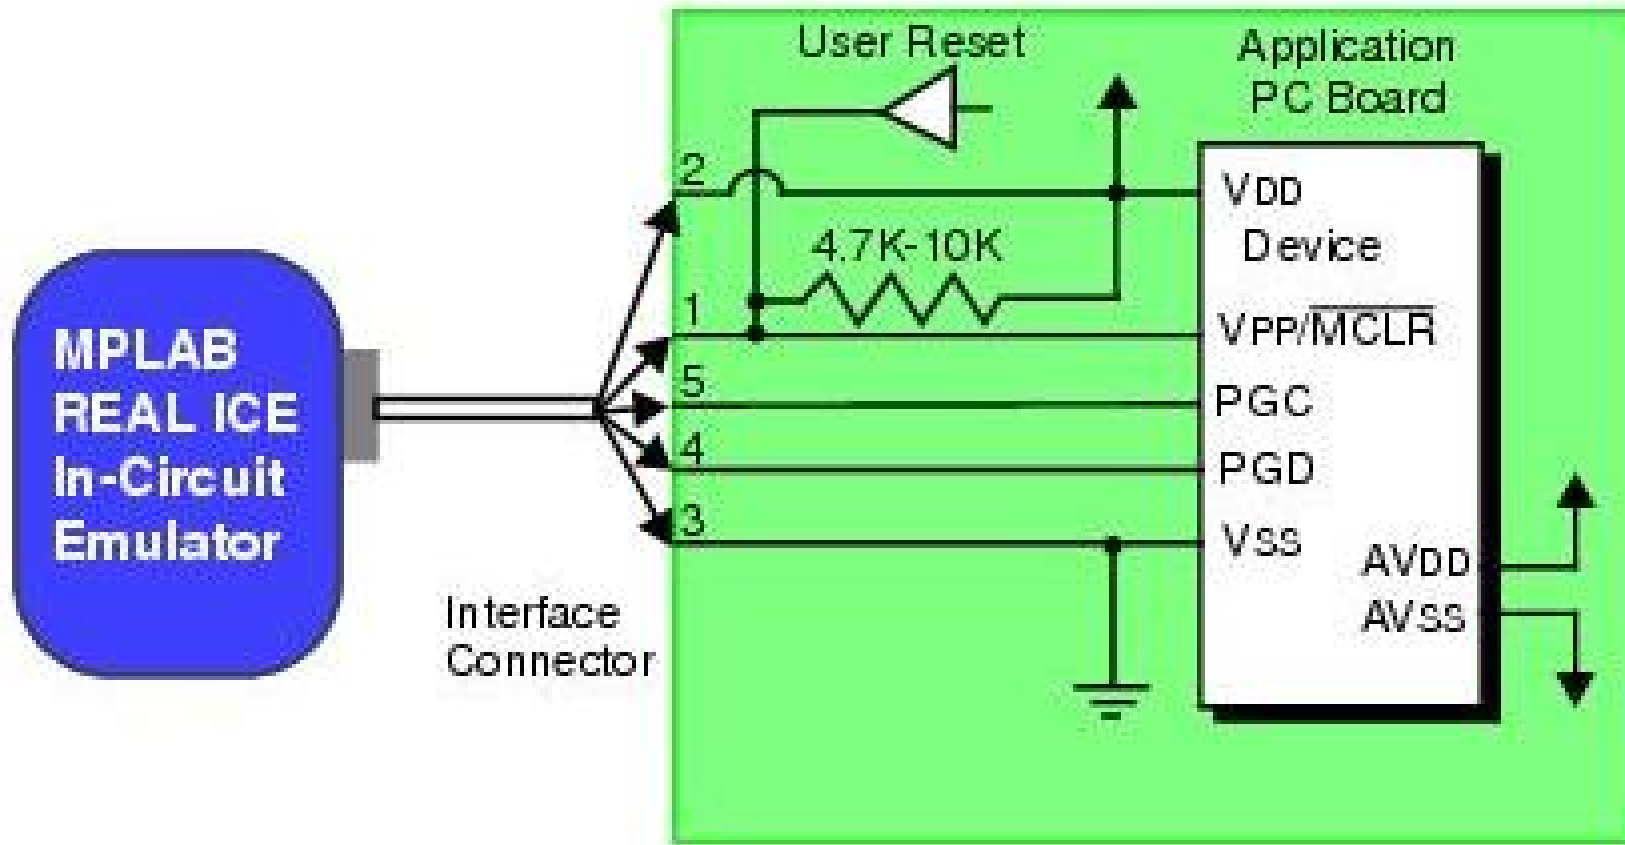 User Reset
Application
PC Board
2
VDD
Device
4.7K-10K
1
VPP/MCLR
MPLAB
REAL ICE
In-Circuit
Emulator
5
PGC
4
PGD
3
VSS
AVDD
AVSS
Interface
Connector